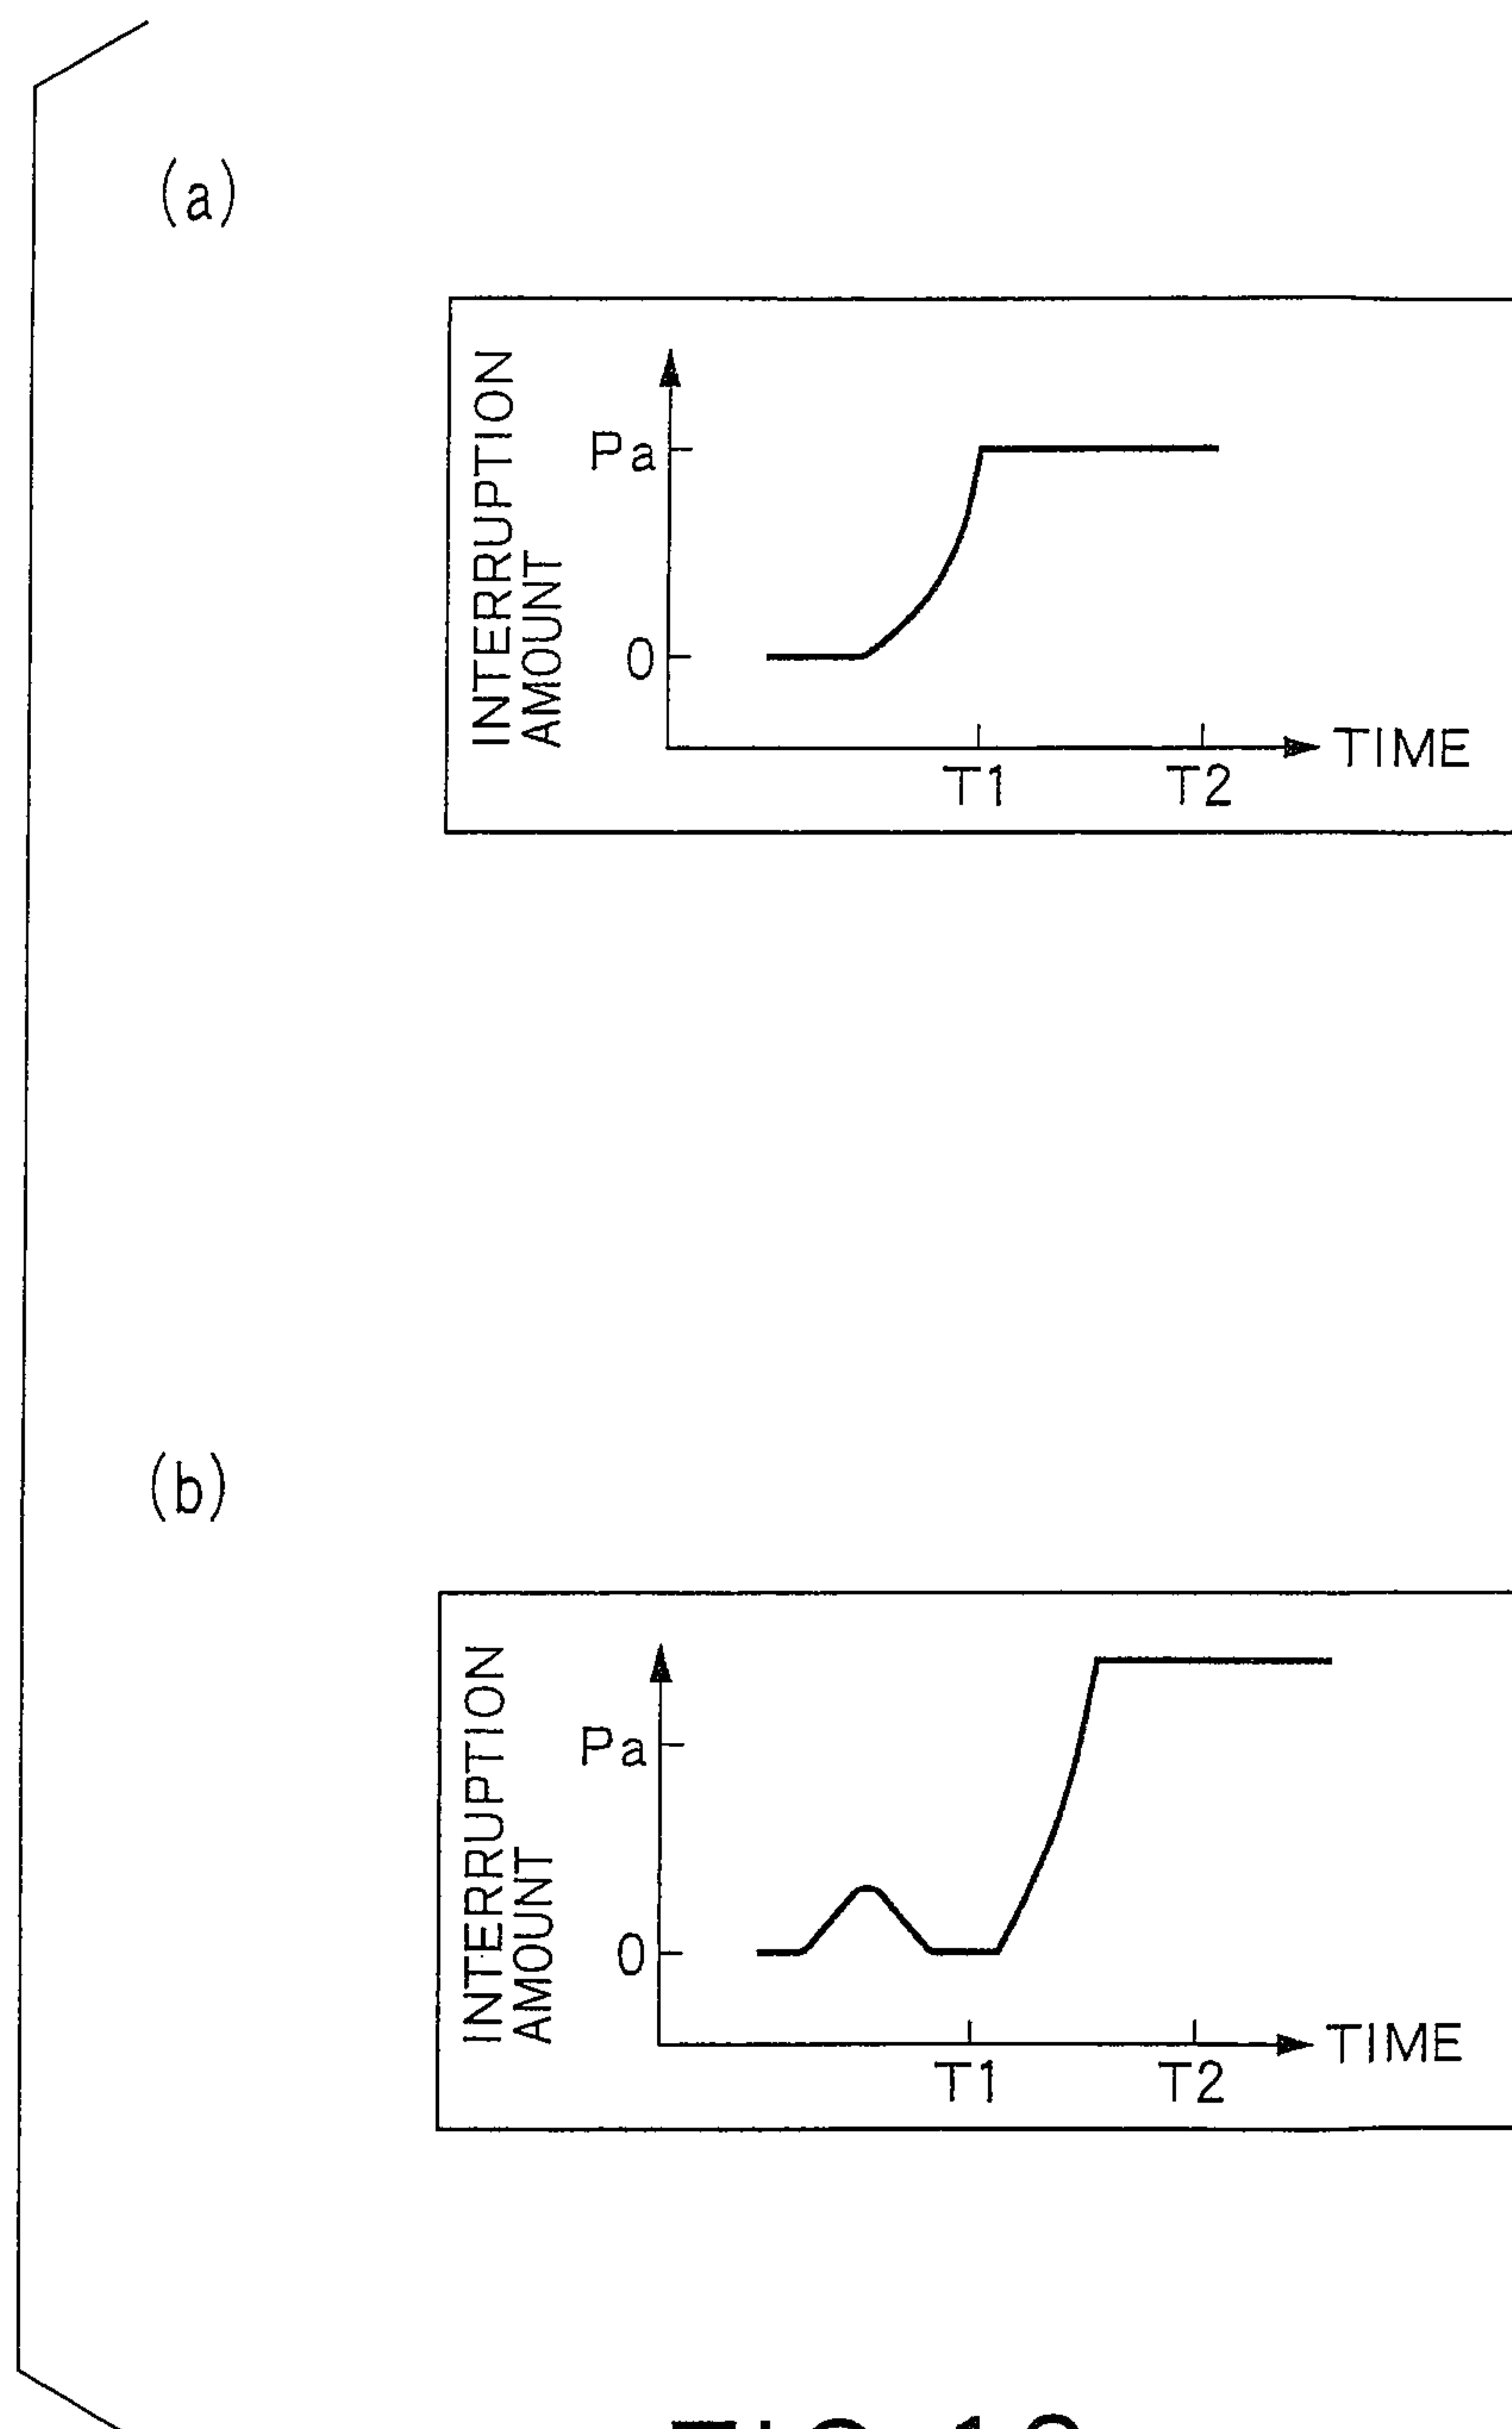 (a)
INTERRUPTION
AMOUNT
Pa
0
T1
T2
TIME
(b)
INTERRUPTION
AMOUNT
Pa
0
T1
T2
TIME